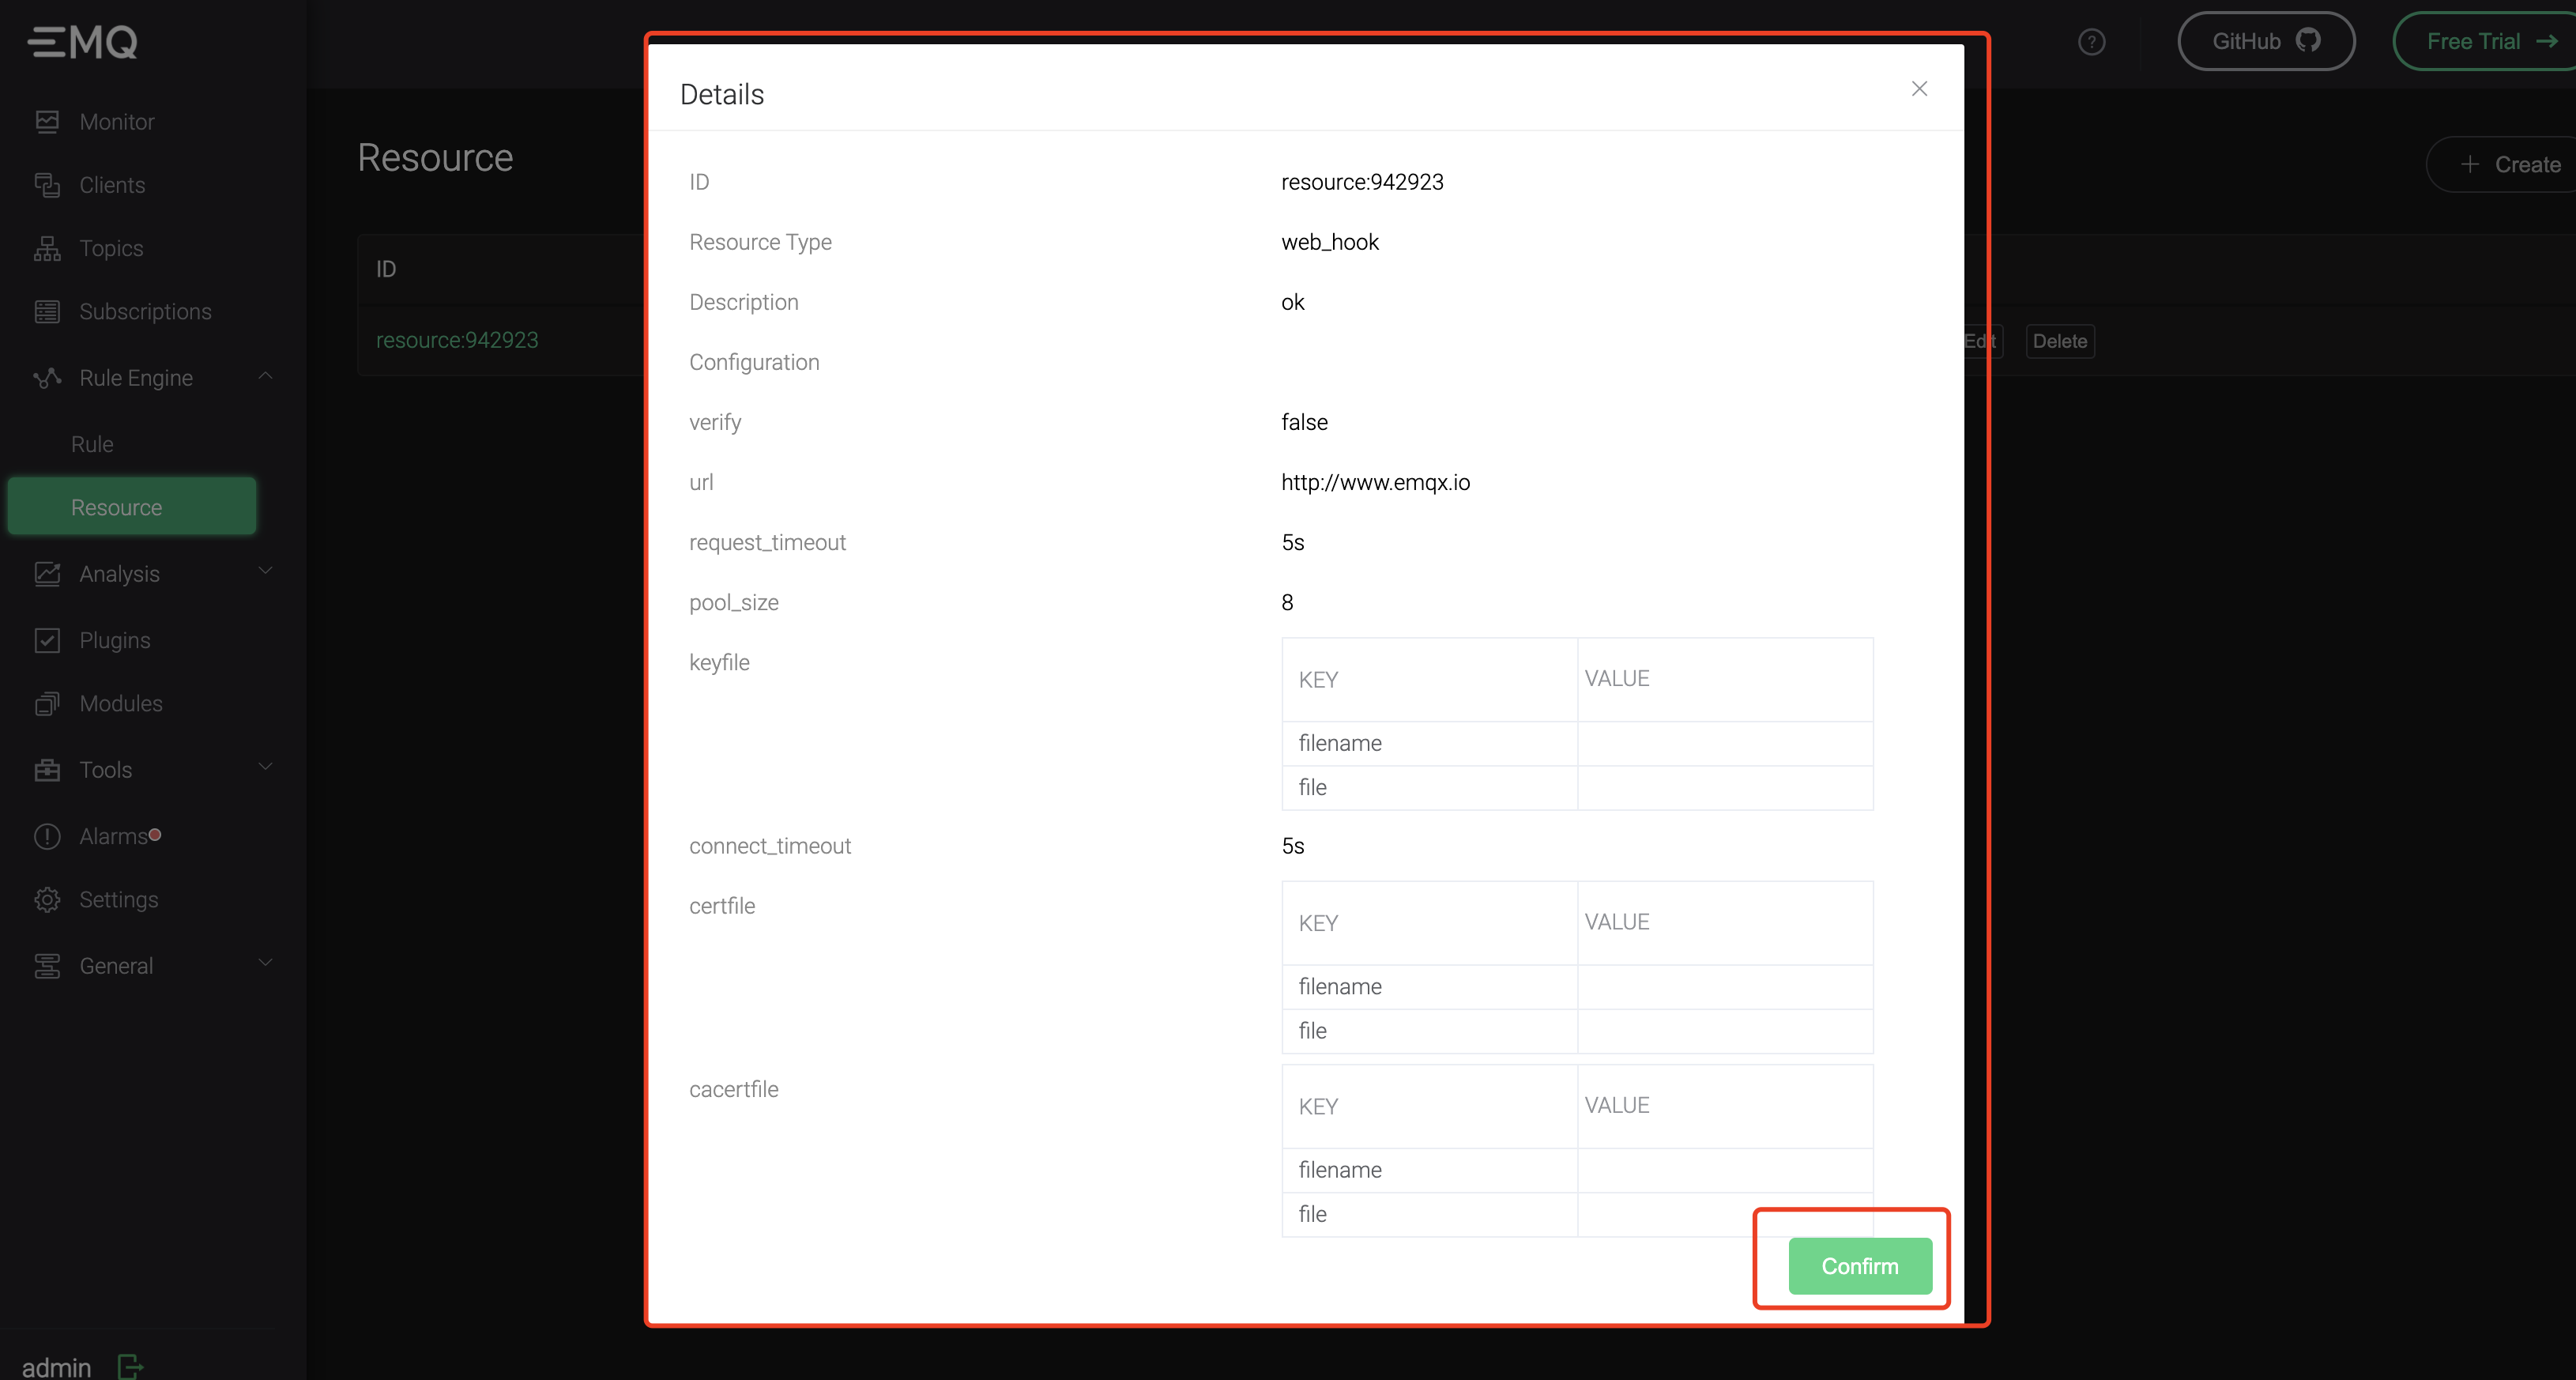 EMQ
Monitor
Clients
Topics
Subscriptions
Rule Engine
Rule
Resource
Analysis
Plugins
Modules
Tools
Alarms
Settings
General
admin
GitHub
Free Trial
Resource
Create
ID
resource:942923
Edit
Delete
Details
ID resource:942923
Resource Type web_hook
Description ok
Configuration
verify false
url http://www.emqx.io
request_timeout 5s
pool_size 8
keyfile
KEY VALUE
filename
file
connect_timeout 5s
certfile
KEY VALUE
filename
file
cacertfile
KEY VALUE
filename
file
Confirm